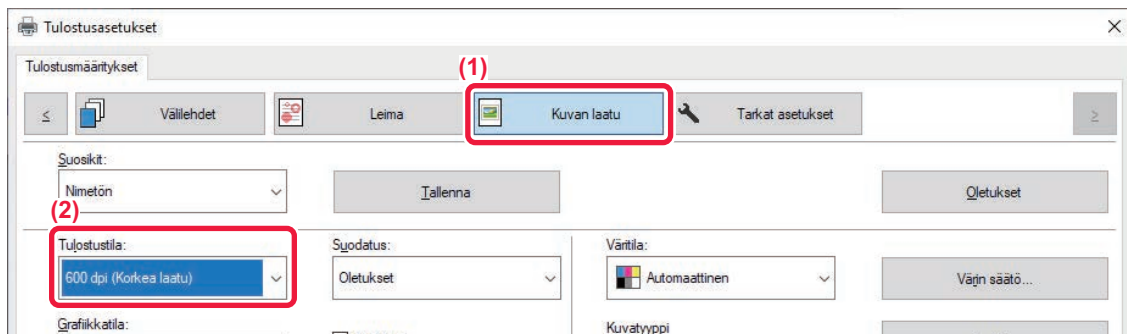 Tulostusasetukset
Tulostusmääritykset
(1)
≤ Välilehdet Leima Kuvan laatu Tarkat asetukset ≥
Suosikit:
Nimetön Tallenna Oletukset
(2)
Tulostustila: Suodatus: Väritila:
600 dpi (Korkea laatu) Oletukset Automaattinen Värin säätö...
Grafiikkatila: Kuvatyyppi